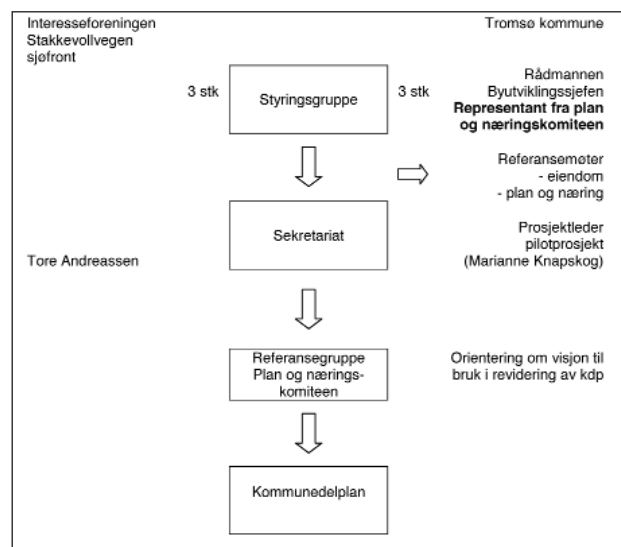 Interesseforeningen
Stakkevollvegen
sjøfront
Tromsø kommune
3 stk
Styringsgruppe
3 stk
Rådmannen
Byutviklingssjefen
Representant fra plan
og næringskomiteen
Referansemøter
- eiendom
- plan og næring
Sekretariat
Prosjektleder
pilotprosjekt
(Marianne Knapskog)
Tore Andreassen
Referansegruppe
Plan og nærings-
komiteen
Orientering om visjon til
bruk i revidering av kdp
Kommunedelplan